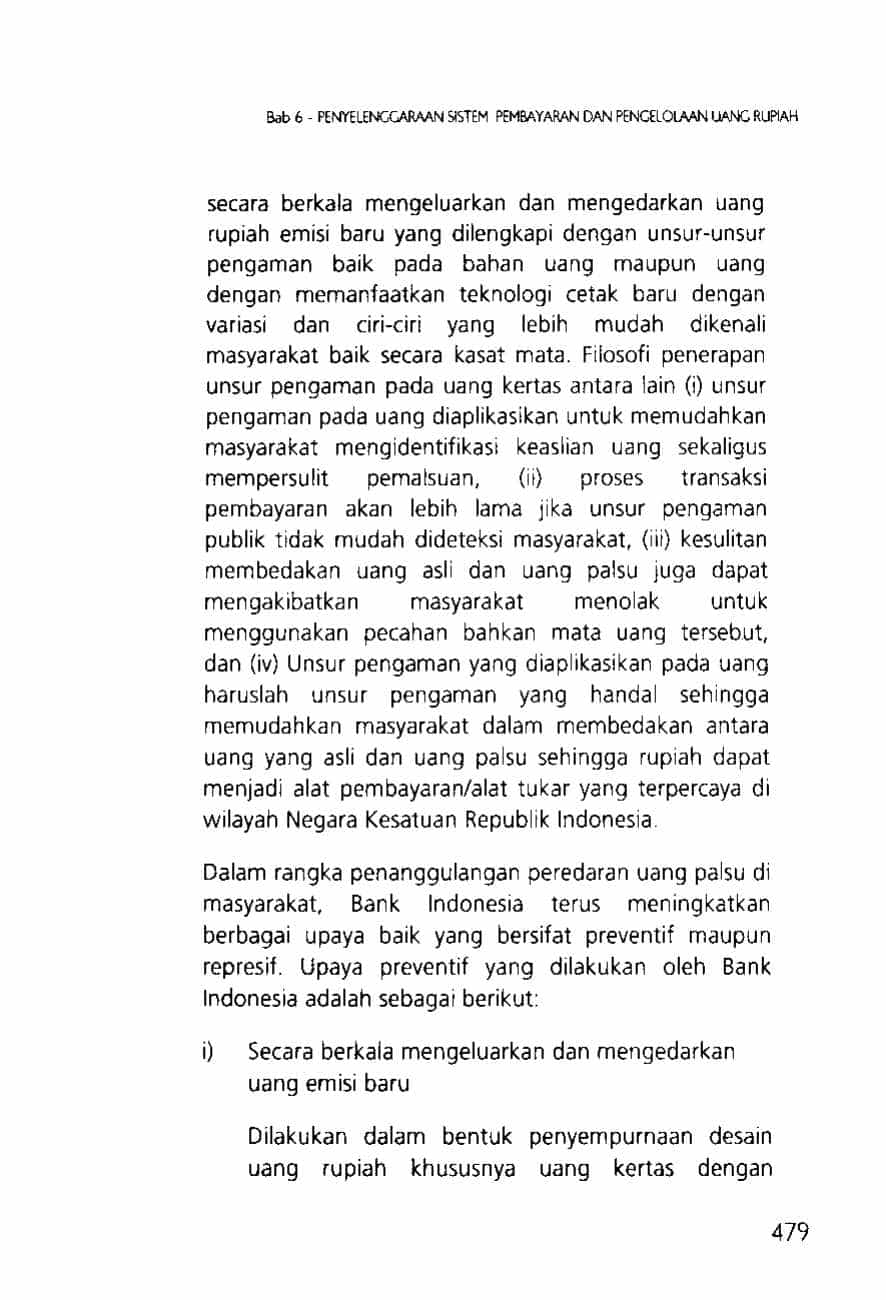 Bab 6 - PENYELENGGARAAN SISTEM PEMBAYARAN DAN PENGELOLAAN UANG RUPIAH
secara berkala mengeluarkan dan mengedarkan uang
rupiah emisi baru yang dilengkapi dengan unsur-unsur
pengaman baik pada bahan uang maupun uang
dengan memanfaatkan teknologi cetak baru dengan
variasi dan ciri-ciri yang lebih mudah dikenali
masyarakat baik secara kasat mata. Filosofi penerapan
unsur pengaman pada uang kertas antara lain (i) unsur
pengaman pada uang diaplikasikan untuk memudahkan
masyarakat mengidentifikasi keaslian uang sekaligus
mempersulit pemalsuan, (ii) proses transaksi
pembayaran akan lebih lama jika unsur pengaman
publik tidak mudah dideteksi masyarakat, (iii) kesulitan
membedakan uang asli dan uang palsu juga dapat
mengakibatkan masyarakat menolak untuk
menggunakan pecahan bahkan mata uang tersebut,
dan (iv) Unsur pengaman yang diaplikasikan pada uang
haruslah unsur pengaman yang handal sehingga
memudahkan masyarakat dalam membedakan antara
uang yang asli dan uang palsu sehingga rupiah dapat
menjadi alat pembayaran/alat tukar yang terpercaya di
wilayah Negara Kesatuan Republik Indonesia.
Dalam rangka penanggulangan peredaran uang palsu di
masyarakat, Bank Indonesia terus meningkatkan
berbagai upaya baik yang bersifat preventif maupun
represif. Upaya preventif yang dilakukan oleh Bank
Indonesia adalah sebagai berikut:
i) Secara berkala mengeluarkan dan mengedarkan
uang emisi baru
Dilakukan dalam bentuk penyempurnaan desain
uang rupiah khususnya uang kertas dengan
479